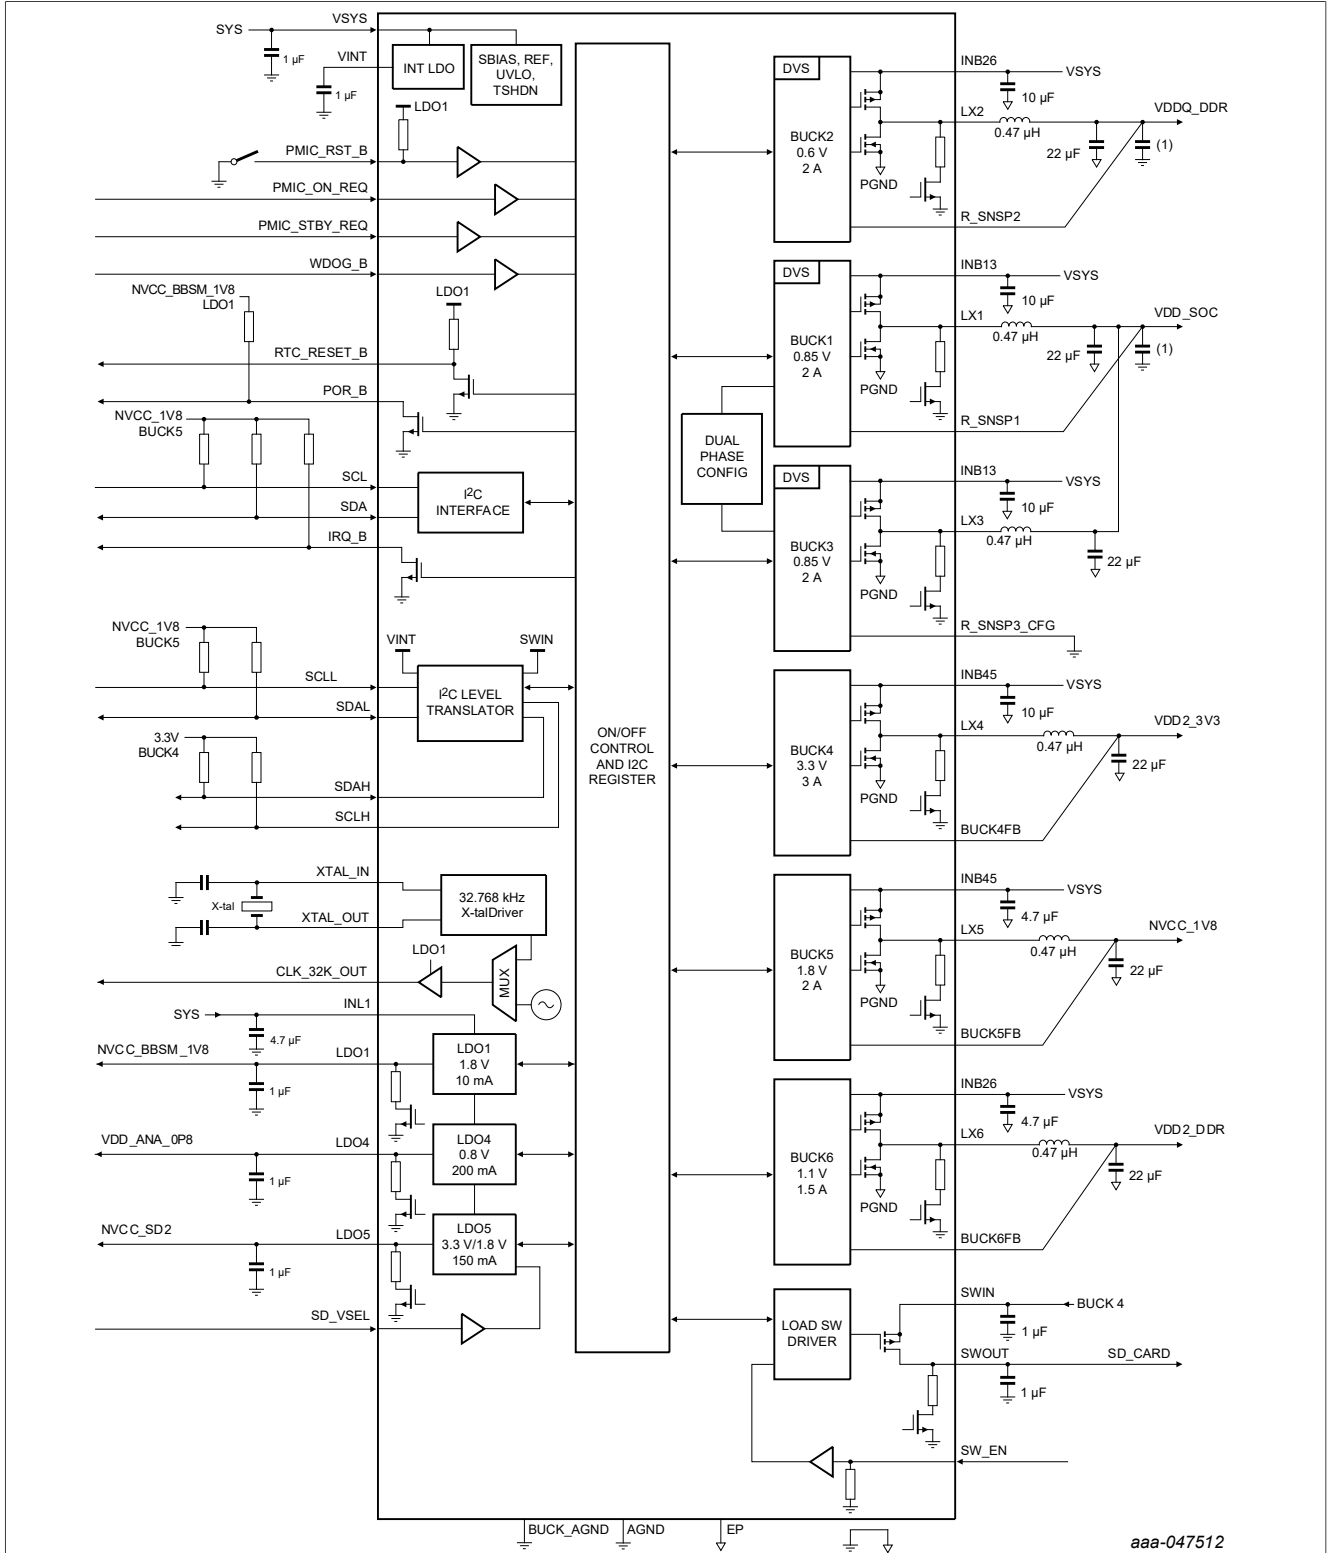 SYS
VSYS
1 µF
VINT
1 µF
INT LDO
SBIAS, REF,
UVLO,
TSHDN
LDO1
PMIC_RST_B
PMIC_ON_REQ
PMIC_STBY_REQ
WDOG_B
NVCC_BBSM_1V8
LDO1
LDO1
RTC_RESET_B
POR_B
NVCC_1V8
BUCK5
SCL
SDA
IRQ_B
I²C
INTERFACE
NVCC_1V8
BUCK5
VINT
SWIN
SCLL
SDAL
I²C LEVEL
TRANSLATOR
3.3V
BUCK4
SDAH
SCLH
XTAL_IN
X-tal
XTAL_OUT
32.768 kHz
X-talDriver
LDO1
CLK_32K_OUT
MUX
INL1
SYS
4.7 µF
NVCC_BBSM_1V8
LDO1
1 µF
LDO1
1.8 V
10 mA
VDD_ANA_0P8
LDO4
1 µF
LDO4
0.8 V
200 mA
NVCC_SD2
LDO5
1 µF
LDO5
3.3 V/1.8 V
150 mA
SD_VSEL
ON/OFF
CONTROL
AND I2C
REGISTER
DVS
BUCK2
0.6 V
2 A
PGND
INB26
VSYS
10 µF
LX2
0.47 µH
VDDQ_DDR
22 µF
(1)
R_SNSP2
DVS
BUCK1
0.85 V
2 A
PGND
INB13
VSYS
10 µF
LX1
0.47 µH
VDD_SOC
22 µF
(1)
R_SNSP1
DUAL
PHASE
CONFIG
DVS
BUCK3
0.85 V
2 A
PGND
INB13
VSYS
10 µF
LX3
0.47 µH
22 µF
R_SNSP3_CFG
BUCK4
3.3 V
3 A
PGND
INB45
VSYS
10 µF
LX4
0.47 µH
VDD2_3V3
22 µF
BUCK4FB
BUCK5
1.8 V
2 A
PGND
INB45
VSYS
4.7 µF
LX5
0.47 µH
NVCC_1V8
22 µF
BUCK5FB
BUCK6
1.1 V
1.5 A
PGND
INB26
VSYS
4.7 µF
LX6
0.47 µH
VDD2_DDR
22 µF
BUCK6FB
LOAD SW
DRIVER
SWIN
BUCK 4
1 µF
SWOUT
SD_CARD
1 µF
SW_EN
BUCK_AGND
AGND
EP
aaa-047512